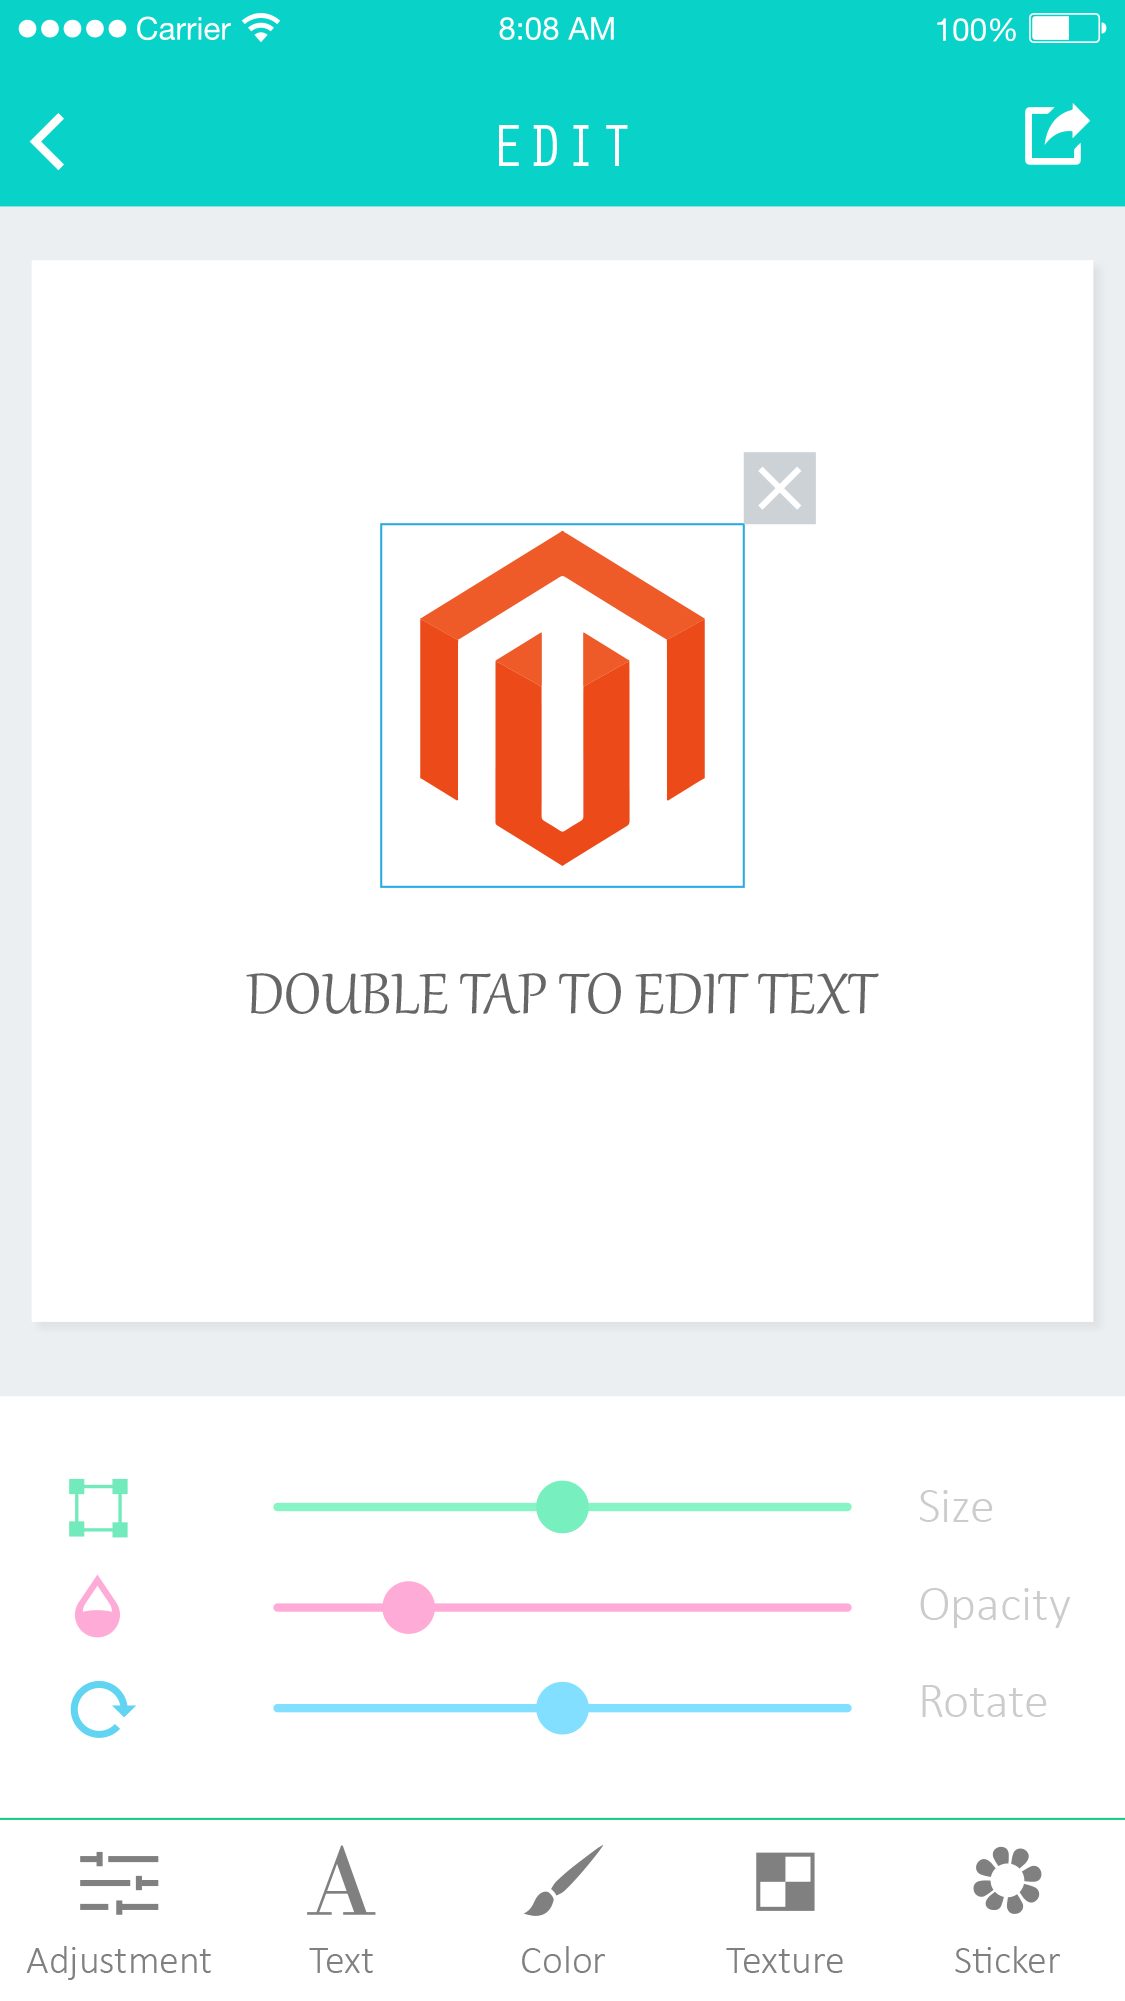 Carrier 8:08 AM 100%
EDIT
DOUBLE TAP TO EDIT TEXT
Size
Opacity
Rotate
Adjustment Text Color Texture Sticker